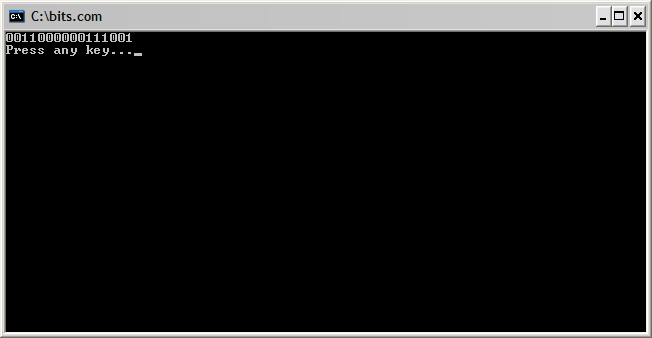 C:\bits.com
0011000000111001
Press any key..._